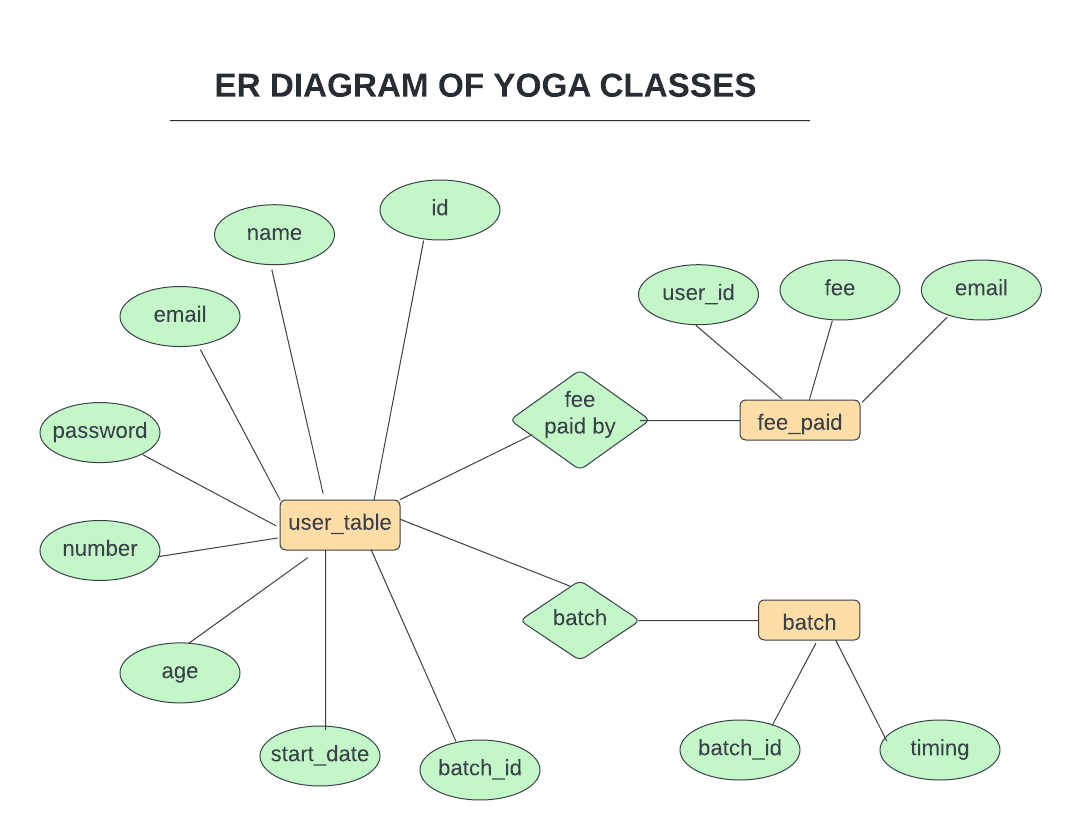 ER DIAGRAM OF YOGA CLASSES
id
name
email
password
number
age
start_date
batch_id
user_table
fee
paid by
user_id
fee
email
fee_paid
batch
batch
batch_id
timing